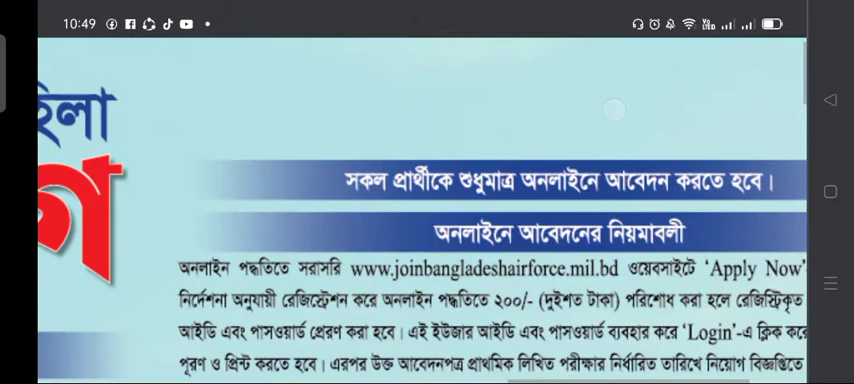 10:49
হিলা
গ
সকল প্রার্থীকে শুধুমাত্র অনলাইনে আবেদন করতে হবে।
অনলাইনে আবেদনের নিয়মাবলী
অনলাইন পদ্ধতিতে সরাসরি www.joinbangladeshairforce.mil.bd ওয়েবসাইটে ‘Apply Now’
নির্দেশনা অনুযায়ী রেজিস্ট্রেশন করে অনলাইন পদ্ধতিতে ২০০/- (দুইশত টাকা) পরিশোধ করা হলে রেজিস্ট্রিকৃত
আইডি এবং পাসওয়ার্ড প্রেরণ করা হবে। এই ইউজার আইডি এবং পাসওয়ার্ড ব্যবহার করে ‘Login’-এ ক্লিক করে
পূরণ ও প্রিন্ট করতে হবে। এরপর উক্ত আবেদনপত্র প্রাথমিক লিখিত পরীক্ষার নির্ধারিত তারিখে নিয়োগ বিজ্ঞপ্তিতে